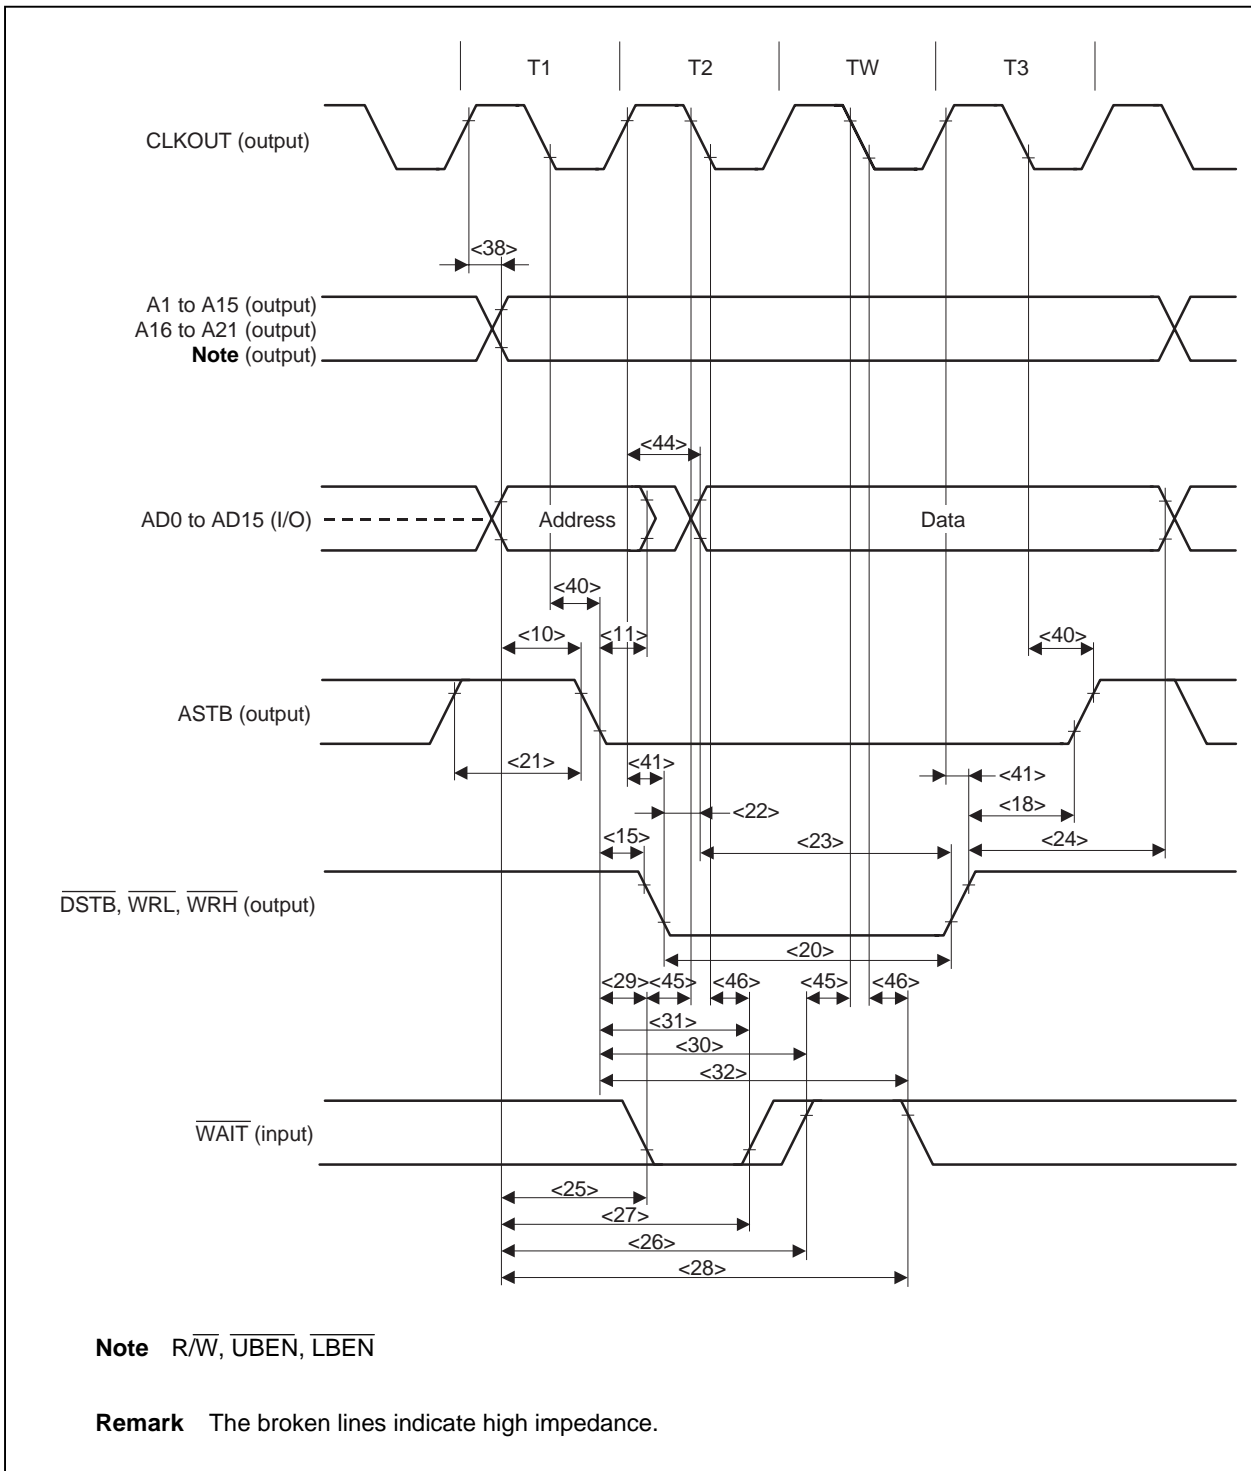 T1 T2 TW T3
CLKOUT (output)
<38>
A1 to A15 (output)
A16 to A21 (output)
Note (output)
<44>
AD0 to AD15 (I/O) Address Data
<40>
<10> <11> <40>
ASTB (output)
<21> <41> <41>
<22> <18>
<15> <23> <24>
DSTB, WRL, WRH (output)
<20>
<29> <45> <46> <45> <46>
<31>
<30>
<32>
WAIT (input)
<25>
<27>
<26>
<28>
Note R/W, UBEN, LBEN
Remark The broken lines indicate high impedance.